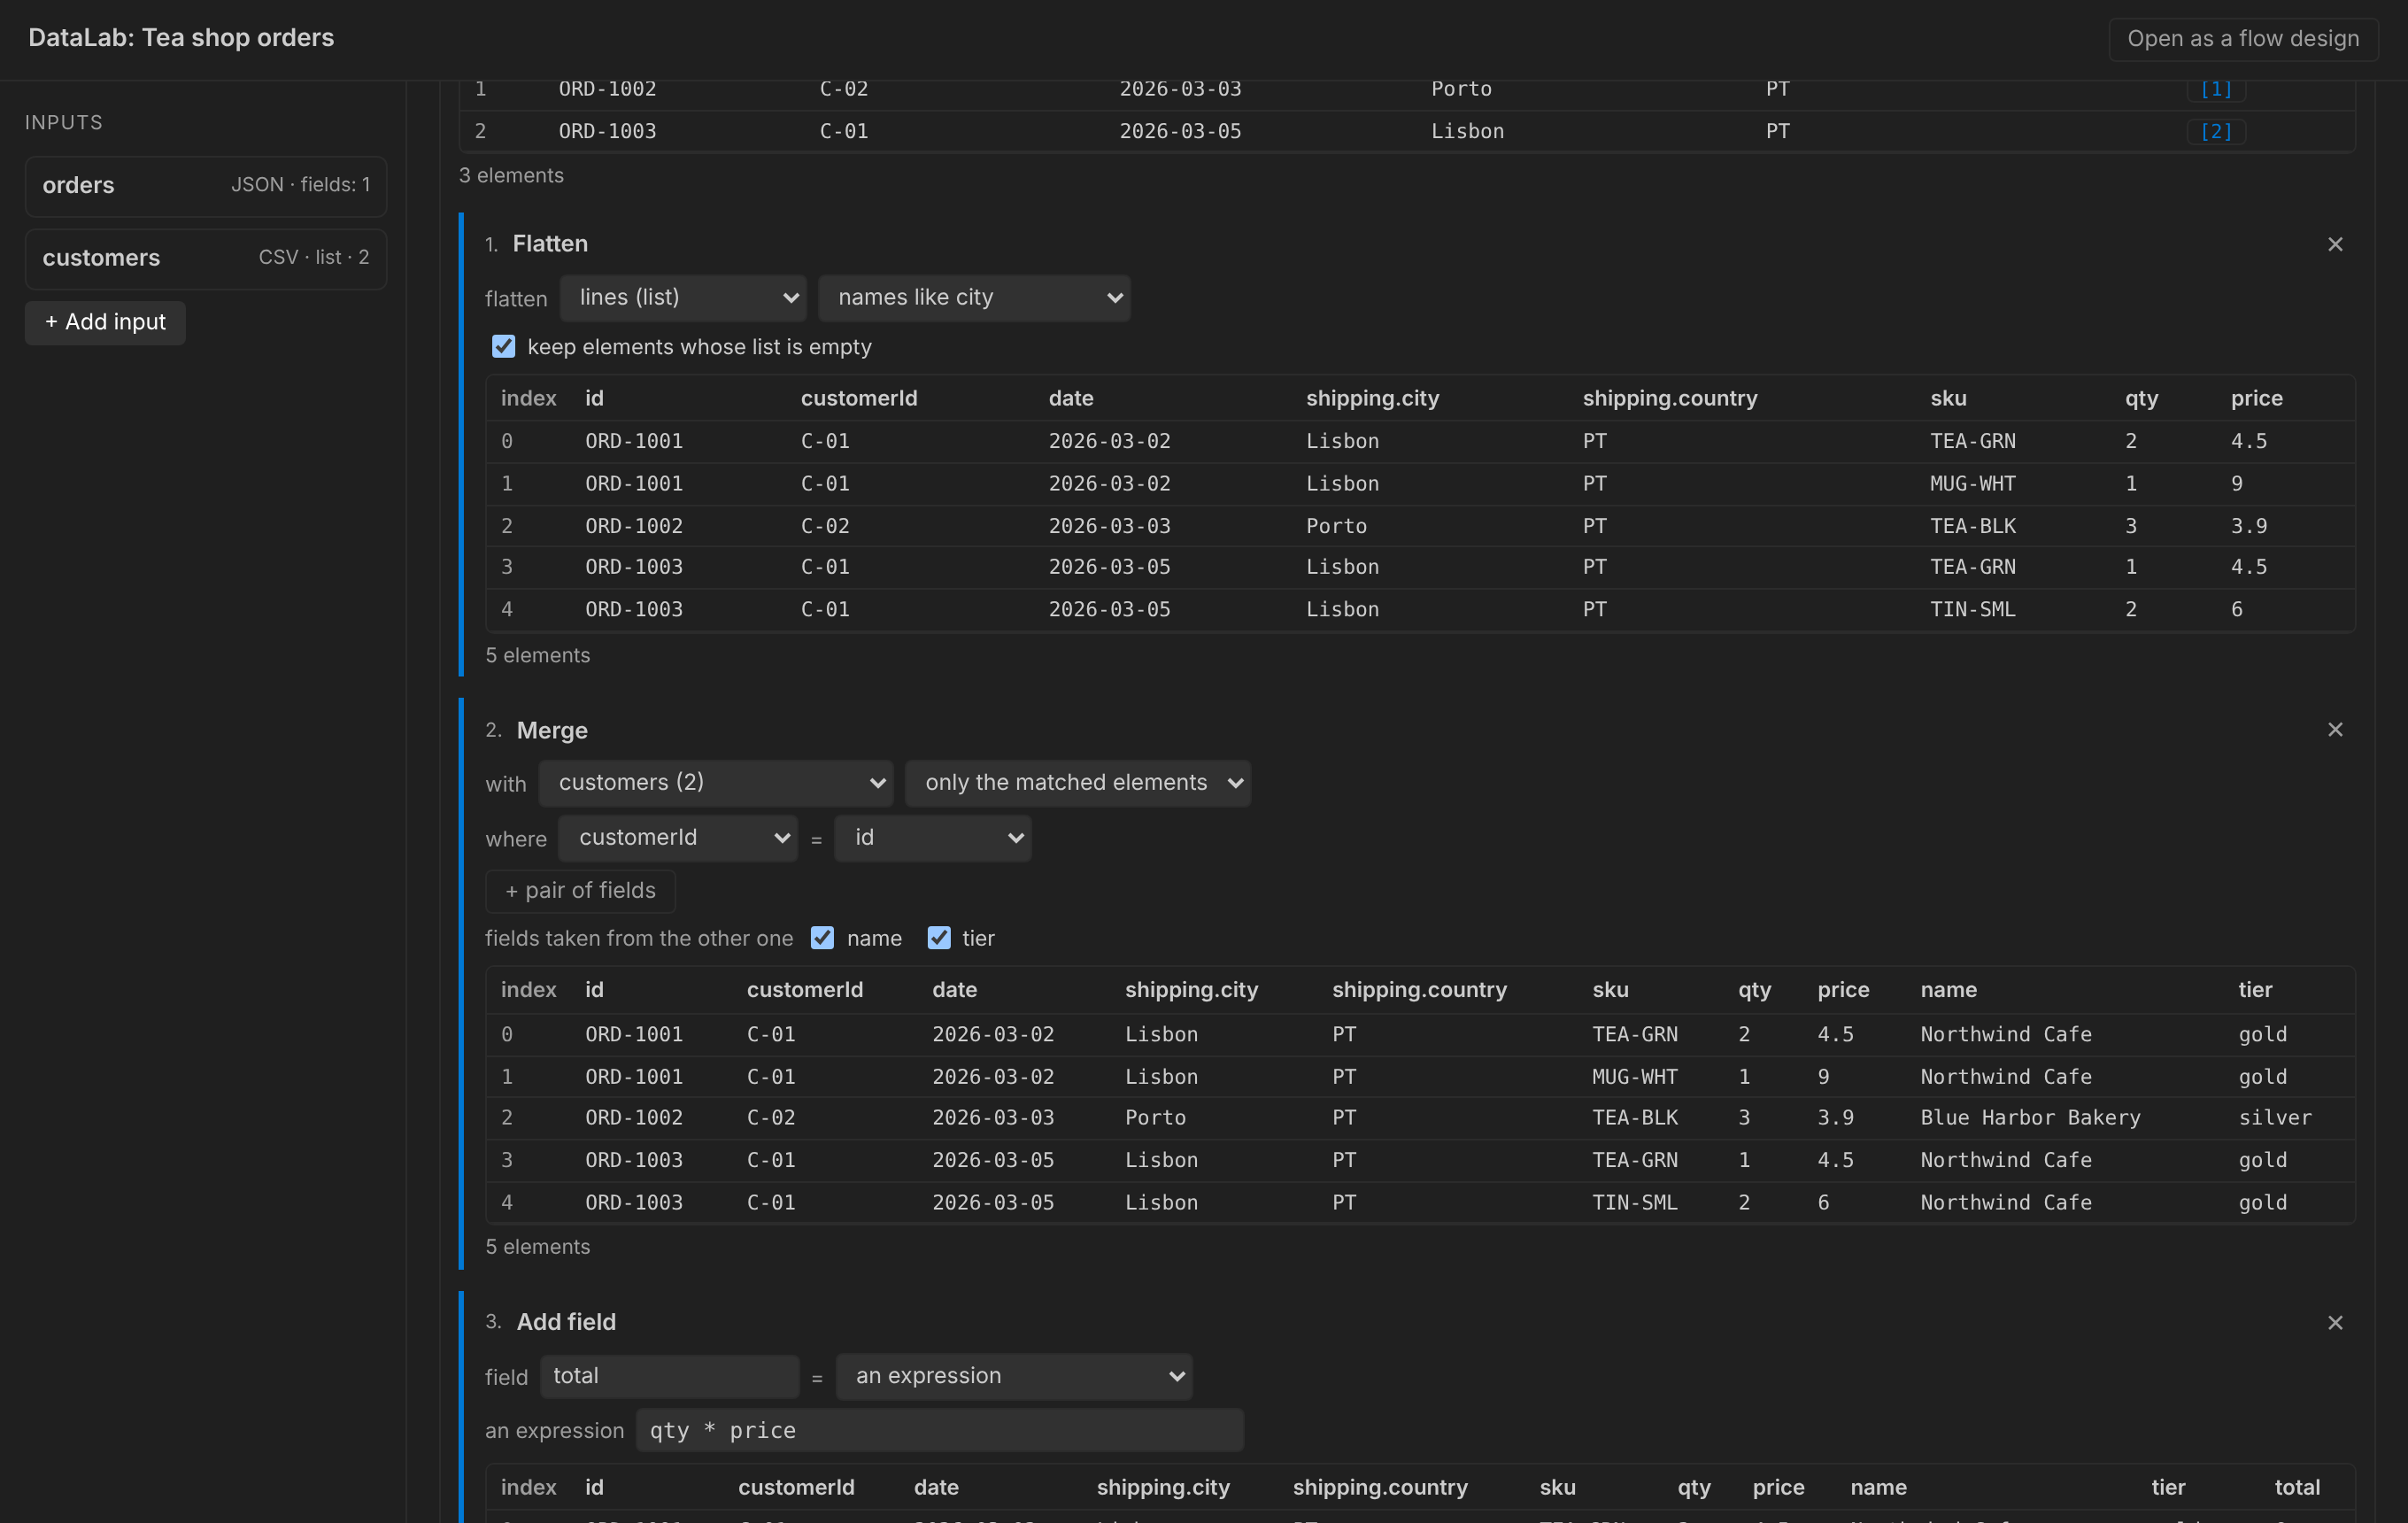 DataLab: Tea shop orders
Open as a flow design
INPUTS
orders JSON · fields: 1
customers CSV · list · 2
+ Add input
1 ORD-1002 C-02 2026-03-03 Porto PT [1]
2 ORD-1003 C-01 2026-03-05 Lisbon PT [2]
3 elements
1. Flatten ×
flatten lines (list) names like city
keep elements whose list is empty
index id customerId date shipping.city shipping.country sku qty price
0 ORD-1001 C-01 2026-03-02 Lisbon PT TEA-GRN 2 4.5
1 ORD-1001 C-01 2026-03-02 Lisbon PT MUG-WHT 1 9
2 ORD-1002 C-02 2026-03-03 Porto PT TEA-BLK 3 3.9
3 ORD-1003 C-01 2026-03-05 Lisbon PT TEA-GRN 1 4.5
4 ORD-1003 C-01 2026-03-05 Lisbon PT TIN-SML 2 6
5 elements
2. Merge ×
with customers (2) only the matched elements
where customerId = id
+ pair of fields
fields taken from the other one name tier
index id customerId date shipping.city shipping.country sku qty price name tier
0 ORD-1001 C-01 2026-03-02 Lisbon PT TEA-GRN 2 4.5 Northwind Cafe gold
1 ORD-1001 C-01 2026-03-02 Lisbon PT MUG-WHT 1 9 Northwind Cafe gold
2 ORD-1002 C-02 2026-03-03 Porto PT TEA-BLK 3 3.9 Blue Harbor Bakery silver
3 ORD-1003 C-01 2026-03-05 Lisbon PT TEA-GRN 1 4.5 Northwind Cafe gold
4 ORD-1003 C-01 2026-03-05 Lisbon PT TIN-SML 2 6 Northwind Cafe gold
5 elements
3. Add field ×
field total = an expression
an expression qty * price
index id customerId date shipping.city shipping.country sku qty price name tier total